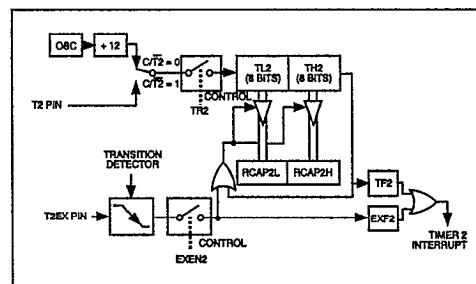 OSC
÷ 12
C/T2 = 0
C/T2 = 1
T2 PIN
TR2
CONTROL
TL2
(8 BITS)
TH2
(8 BITS)
RCAP2L
RCAP2H
TRANSITION
DETECTOR
T2EX PIN
EXEN2
CONTROL
TF2
EXF2
TIMER 2
INTERRUPT